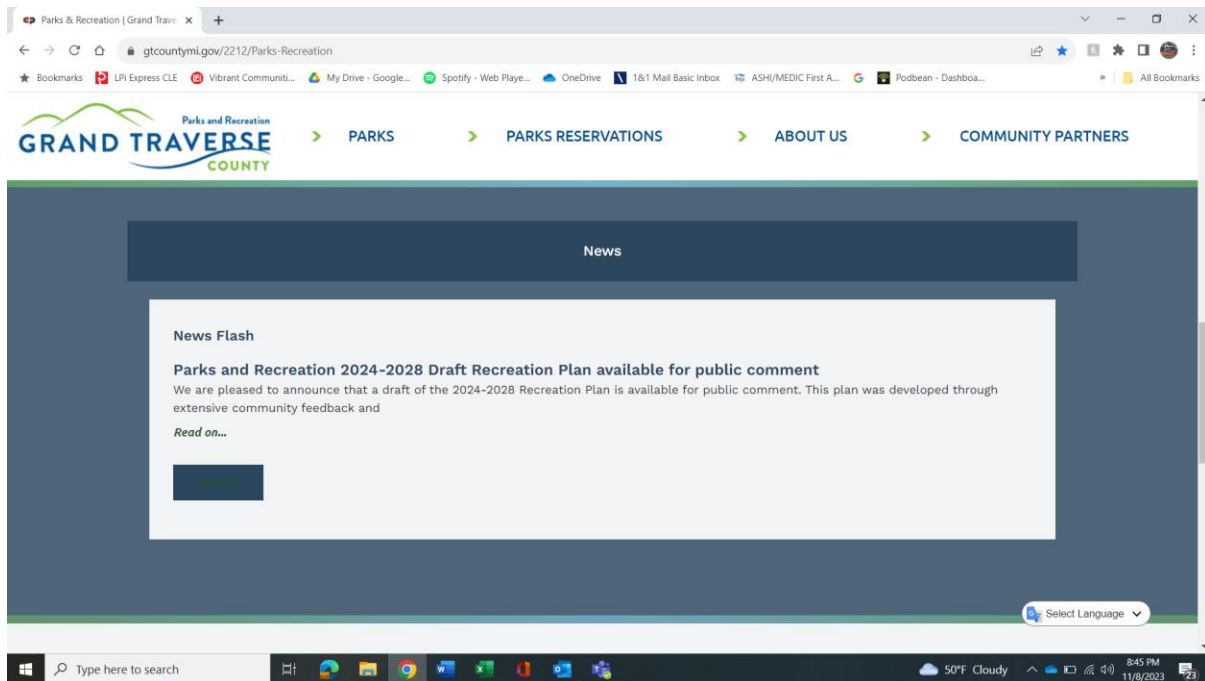 Parks & Recreation | Grand Trave
gtcountymi.gov/2212/Parks-Recreation
Bookmarks LPi Express CLE Vibrant Communiti... My Drive - Google... Spotify - Web Playe... OneDrive 1&1 Mail Basic Inbox ASHI/MEDIC First A... Podbean - Dashboa... » All Bookmarks
Parks and Recreation
GRAND TRAVERSE
COUNTY
PARKS PARKS RESERVATIONS ABOUT US COMMUNITY PARTNERS
News
News Flash
Parks and Recreation 2024-2028 Draft Recreation Plan available for public comment
We are pleased to announce that a draft of the 2024-2028 Recreation Plan is available for public comment. This plan was developed through
extensive community feedback and
Read on...
Select Language
Type here to search
50°F Cloudy
8:45 PM
11/8/2023
23